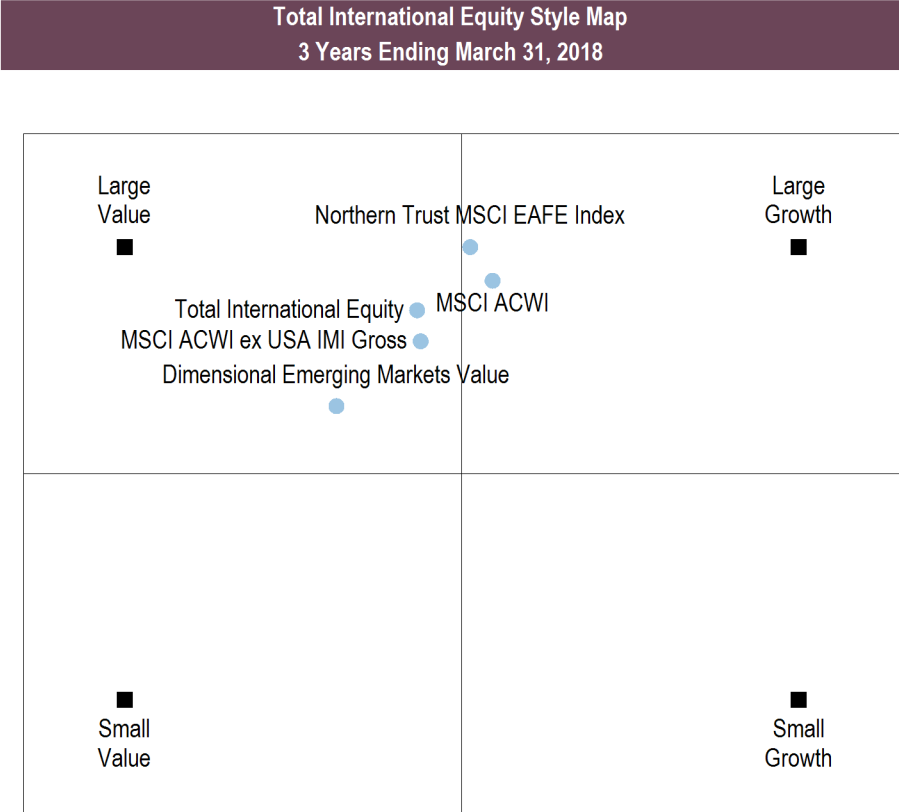 Total International Equity Style Map
3 Years Ending March 31, 2018
Large
Value
Large
Growth
Northern Trust MSCI EAFE Index
MSCI ACWI
Total International Equity
MSCI ACWI ex USA IMI Gross
Dimensional Emerging Markets Value
Small
Value
Small
Growth